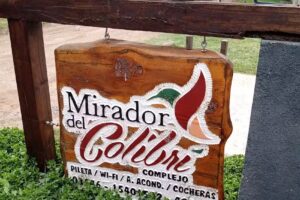 Mirador
del Colibrí
COMPLEJO
PILETA / WI-FI / A. ACOND. / COCHERAS